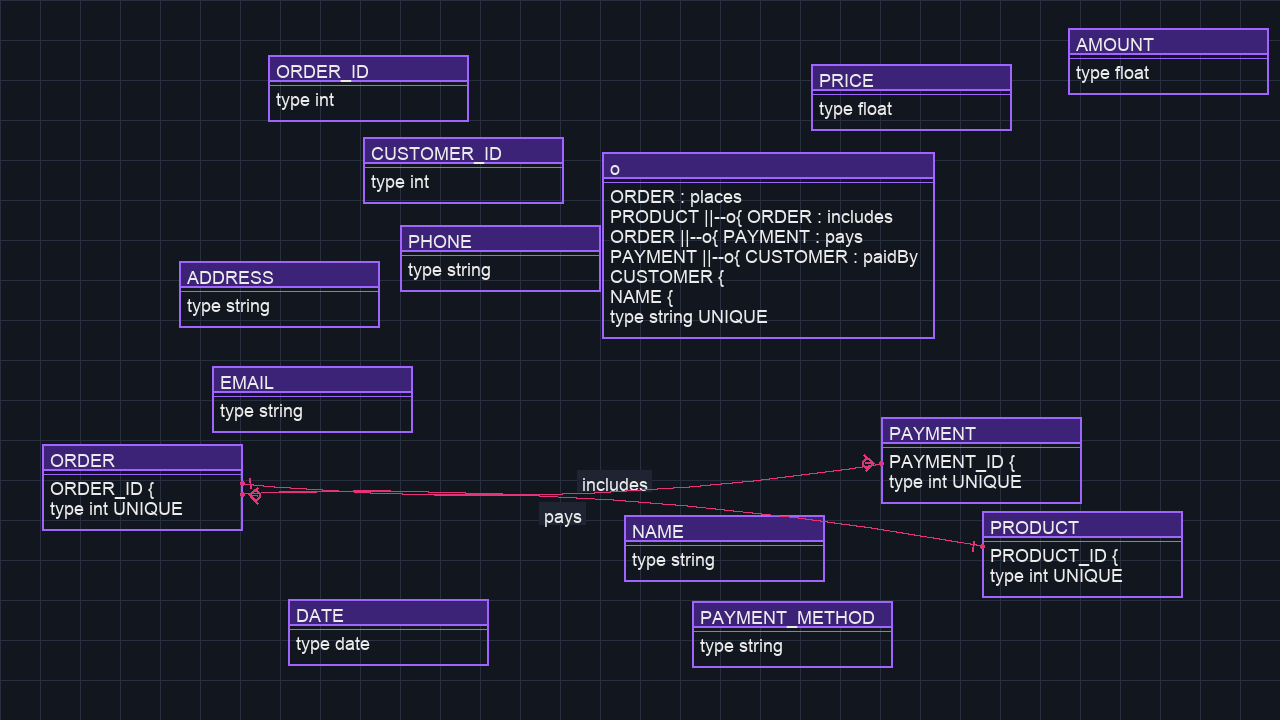 AMOUNT
type float
ORDER_ID
type int
PRICE
type float
CUSTOMER_ID
type int
o
ORDER : places
PRODUCT ||--o{ ORDER : includes
ORDER ||--o{ PAYMENT : pays
PAYMENT ||--o{ CUSTOMER : paidBy
CUSTOMER {
NAME {
type string UNIQUE
PHONE
type string
ADDRESS
type string
EMAIL
type string
ORDER
ORDER_ID {
type int UNIQUE
PAYMENT
PAYMENT_ID {
type int UNIQUE
includes
pays
NAME
type string
PRODUCT
PRODUCT_ID {
type int UNIQUE
DATE
type date
PAYMENT_METHOD
type string